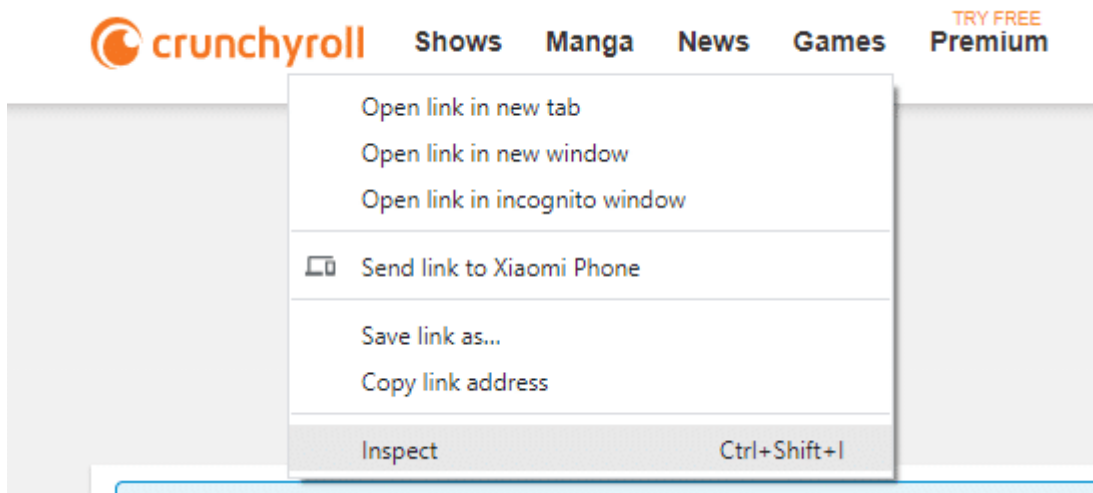 crunchyroll Shows Manga News Games TRY FREE Premium
Open link in new tab
Open link in new window
Open link in incognito window
Send link to Xiaomi Phone
Save link as...
Copy link address
Inspect Ctrl+Shift+I